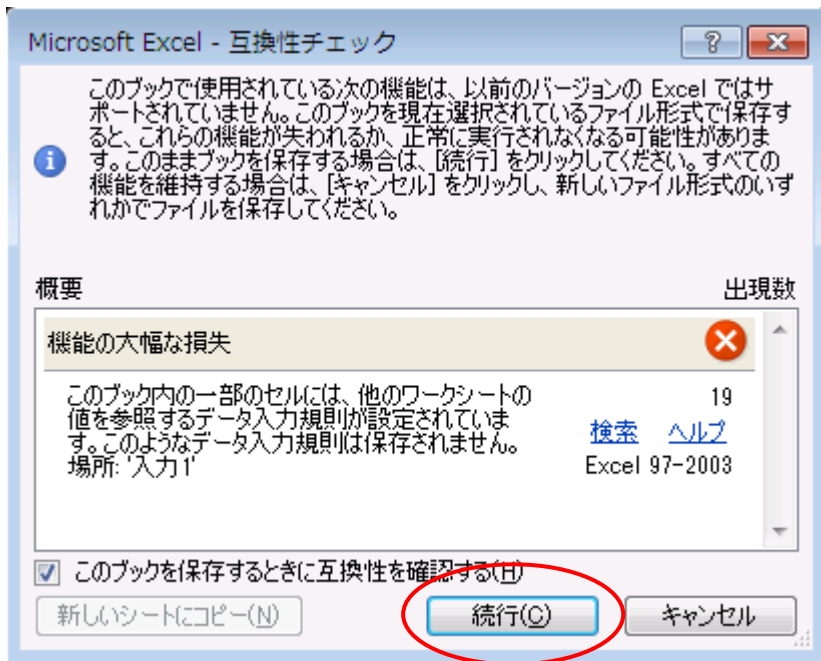 Microsoft Excel - 互換性チェック
?
このブックで使用されている次の機能は、以前のバージョンの Excel ではサ
ポートされていません。このブックを現在選択されているファイル形式で保存す
ると、これらの機能が失われるか、正常に実行されなくなる可能性がありま
す。このままブックを保存する場合は、[続行] をクリックしてください。すべての
機能を維持する場合は、[キャンセル] をクリックし、新しいファイル形式のいず
れかでファイルを保存してください。
概要 出現数
機能の大幅な損失
このブック内の一部のセルには、他のワークシートの 19
値を参照するデータ入力規則が設定されていま
す。このようなデータ入力規則は保存されません。 検索 ヘルプ
場所: '入力1' Excel 97-2003
このブックを保存するときに互換性を確認する(H)
新しいシートにコピー(N) 続行(C) キャンセル